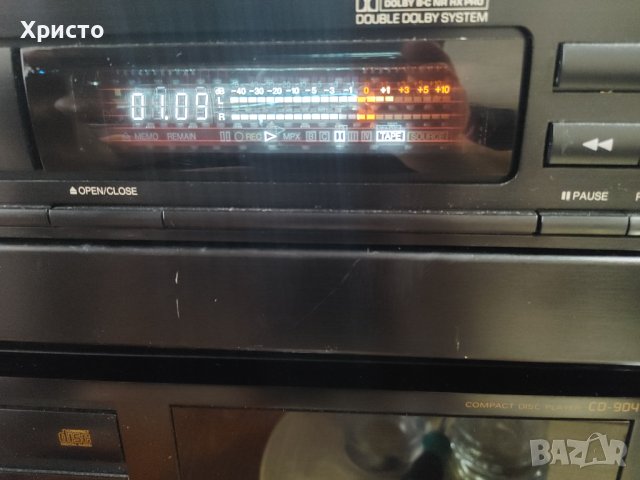 Христо
DOLBY B-C NR HX PRO
DOUBLE DOLBY SYSTEM
dB -40 -30 -20 -10 -5 -3 -1 0 +1 +3 +5 +10
01.09
L
R
MEMO REMAIN REC MPX B C TAPE SOURCE
OPEN/CLOSE
PAUSE
COMPACT DISC PLAYER CD-904
disc
BAZAR